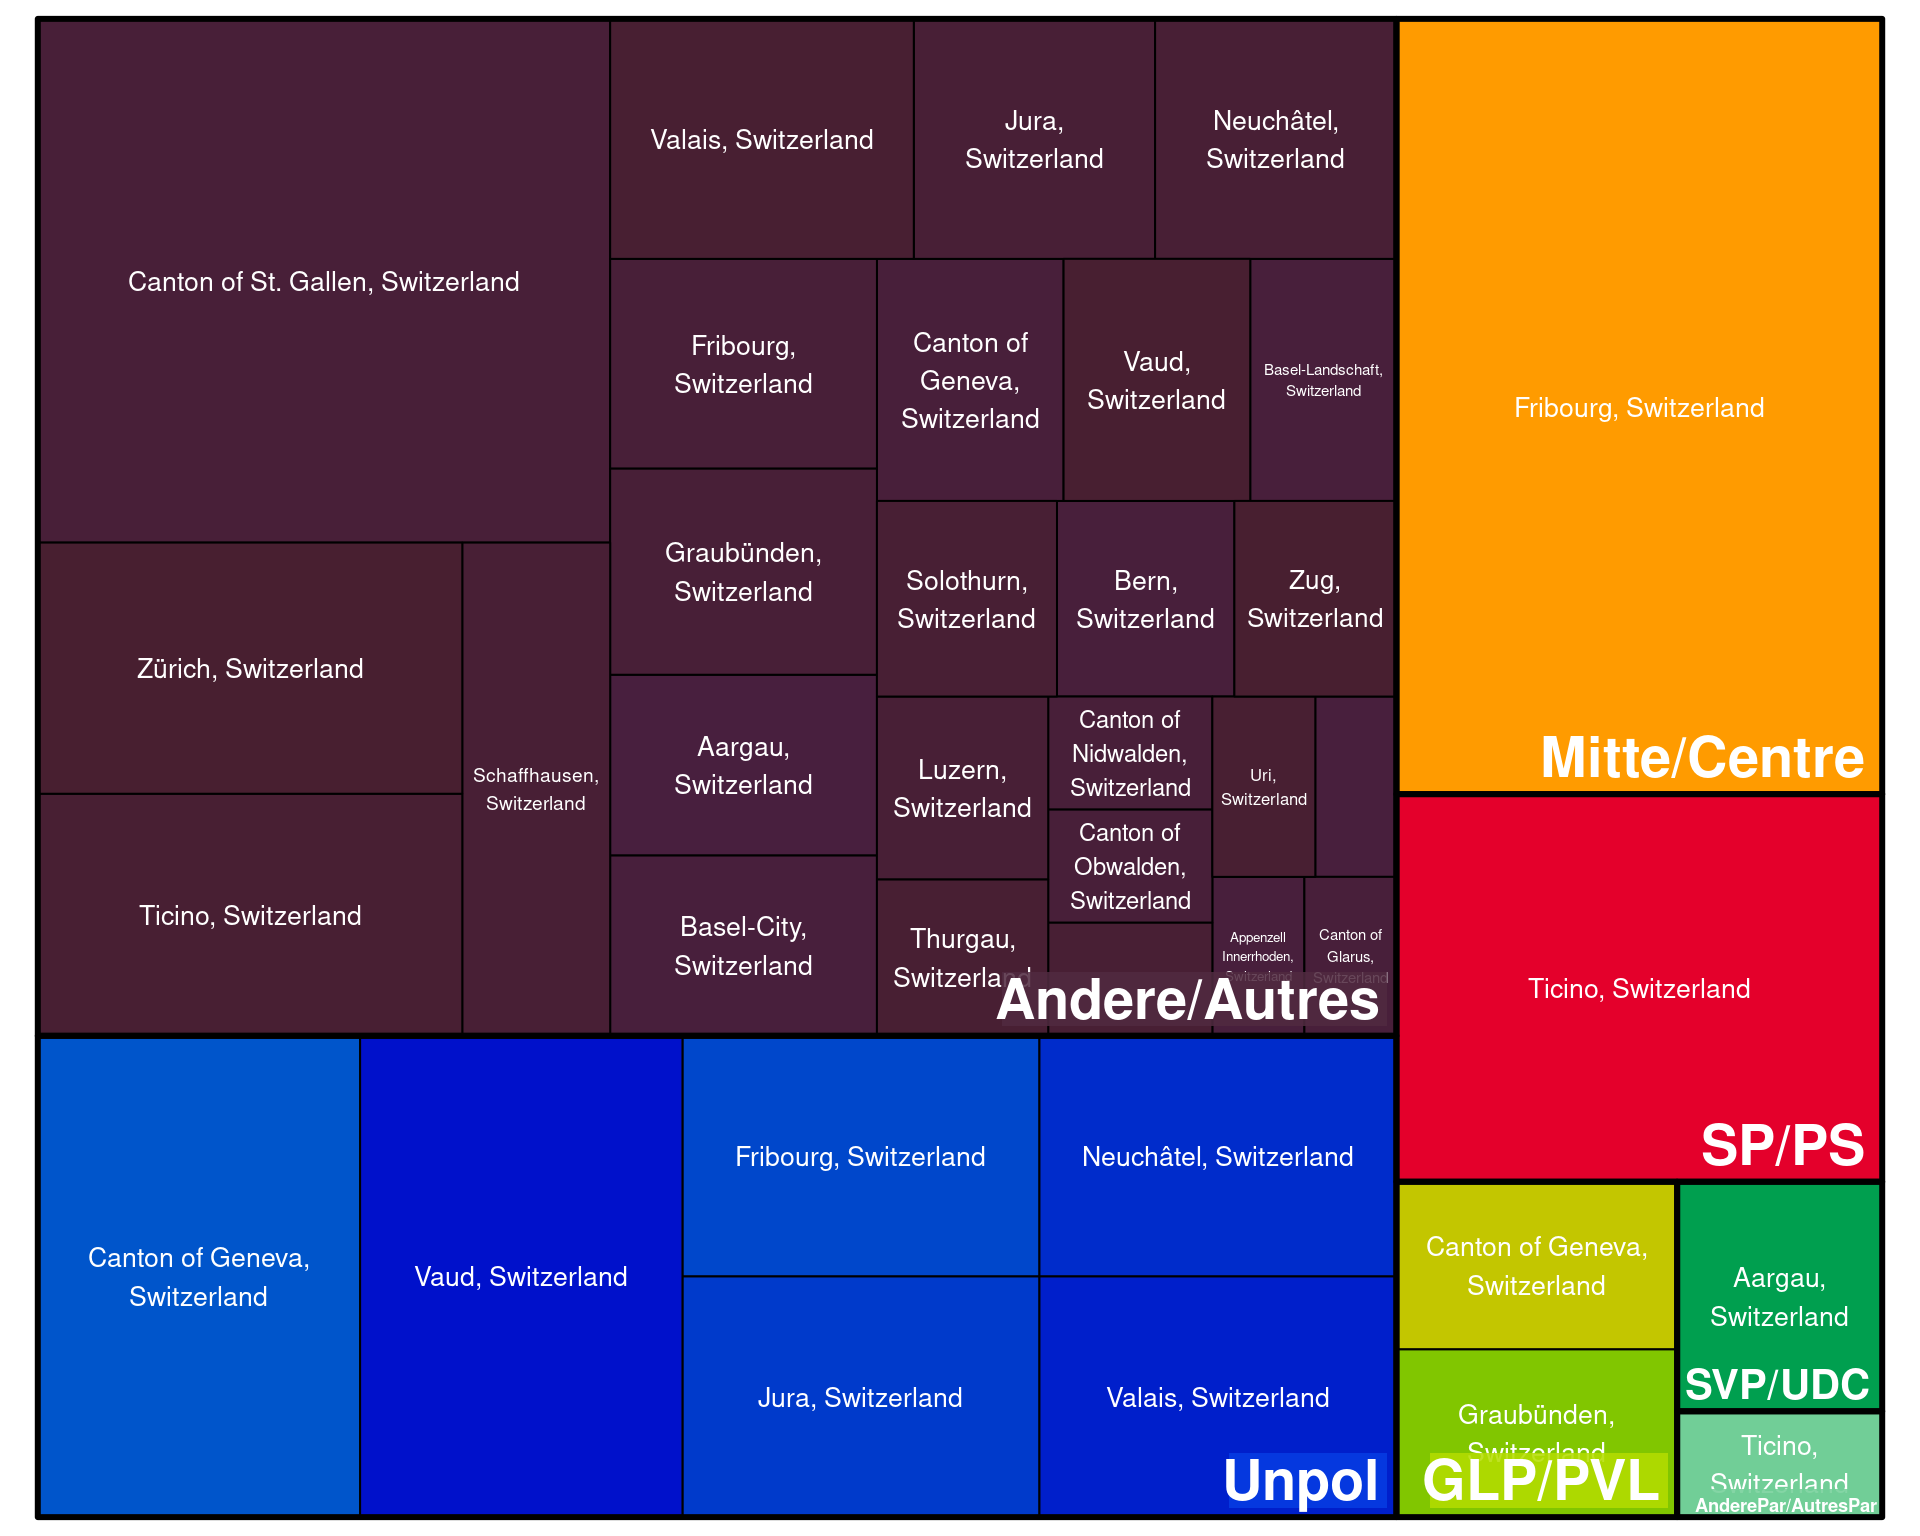 Canton of St. Gallen, Switzerland
Valais, Switzerland
Jura,
Switzerland
Neuchâtel,
Switzerland
Fribourg,
Switzerland
Canton of
Geneva,
Switzerland
Vaud,
Switzerland
Basel-Landschaft,
Switzerland
Graubünden,
Switzerland
Solothurn,
Switzerland
Bern,
Switzerland
Zug,
Switzerland
Zürich, Switzerland
Schaffhausen,
Switzerland
Ticino, Switzerland
Aargau,
Switzerland
Basel-City,
Switzerland
Luzern,
Switzerland
Canton of
Nidwalden,
Switzerland
Uri,
Switzerland
Canton of
Obwalden,
Switzerland
Thurgau,
Switzerland
Appenzell
Innerrhoden,
Switzerland
Canton of
Glarus,
Switzerland
Andere/Autres
Fribourg, Switzerland
Mitte/Centre
Ticino, Switzerland
SP/PS
Canton of Geneva,
Switzerland
Vaud, Switzerland
Fribourg, Switzerland
Neuchâtel, Switzerland
Jura, Switzerland
Valais, Switzerland
Unpol
Canton of Geneva,
Switzerland
Graubünden,
Switzerland
GLP/PVL
Aargau,
Switzerland
SVP/UDC
Ticino,
Switzerland
AnderePar/AutresPar